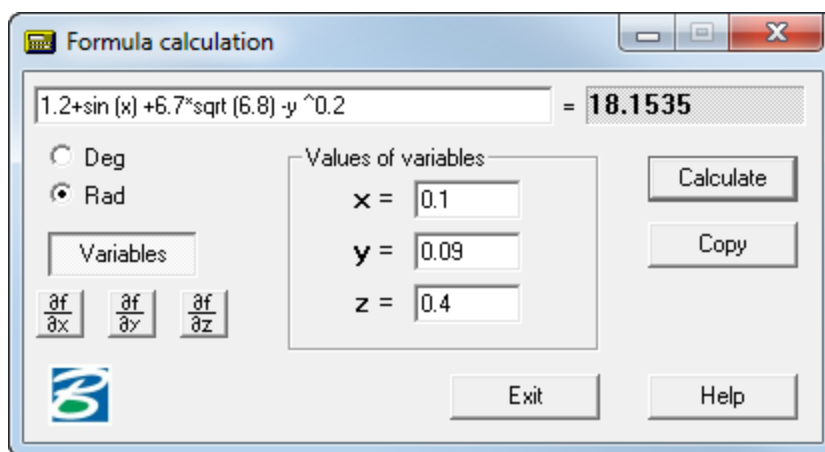 Formula calculation
1.2+sin (x) +6.7*sqrt (6.8) -y ^0.2 = 18.1535
Deg
Rad
Variables
∂f/∂x ∂f/∂y ∂f/∂z
Values of variables
x = 0.1
y = 0.09
z = 0.4
Calculate
Copy
Exit
Help